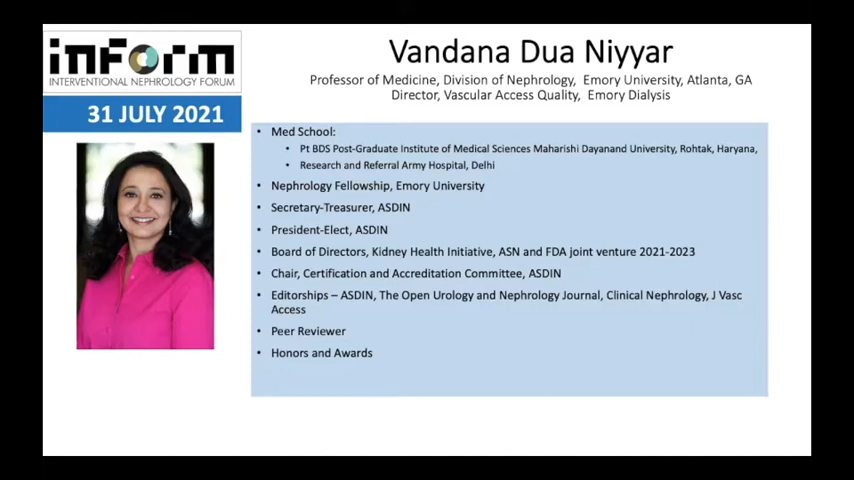 inForm
INTERVENTIONAL NEPHROLOGY FORUM
31 JULY 2021
Vandana Dua Niyyar
Professor of Medicine, Division of Nephrology, Emory University, Atlanta, GA
Director, Vascular Access Quality, Emory Dialysis
• Med School:
• Pt BDS Post-Graduate Institute of Medical Sciences Maharishi Dayanand University, Rohtak, Haryana,
• Research and Referral Army Hospital, Delhi
• Nephrology Fellowship, Emory University
• Secretary-Treasurer, ASDIN
• President-Elect, ASDIN
• Board of Directors, Kidney Health Initiative, ASN and FDA joint venture 2021-2023
• Chair, Certification and Accreditation Committee, ASDIN
• Editorships – ASDIN, The Open Urology and Nephrology Journal, Clinical Nephrology, J Vasc
Access
• Peer Reviewer
• Honors and Awards